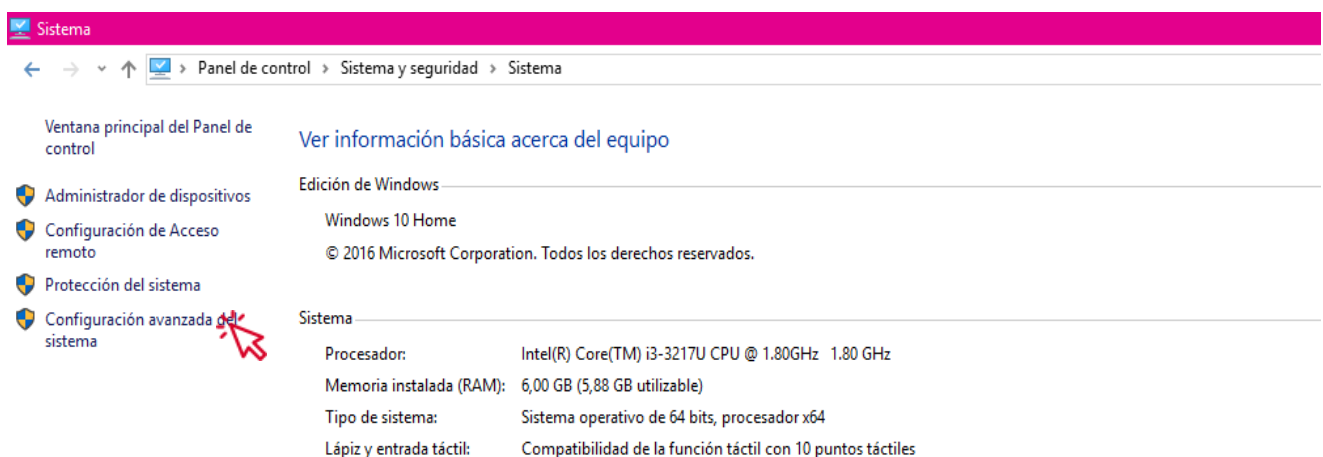 Sistema
Panel de control > Sistema y seguridad > Sistema
Ventana principal del Panel de
control
Administrador de dispositivos
Configuración de Acceso
remoto
Protección del sistema
Configuración avanzada del
sistema
Ver información básica acerca del equipo
Edición de Windows
Windows 10 Home
© 2016 Microsoft Corporation. Todos los derechos reservados.
Sistema
Procesador: Intel(R) Core(TM) i3-3217U CPU @ 1.80GHz 1.80 GHz
Memoria instalada (RAM): 6,00 GB (5,88 GB utilizable)
Tipo de sistema: Sistema operativo de 64 bits, procesador x64
Lápiz y entrada táctil: Compatibilidad de la función táctil con 10 puntos táctiles